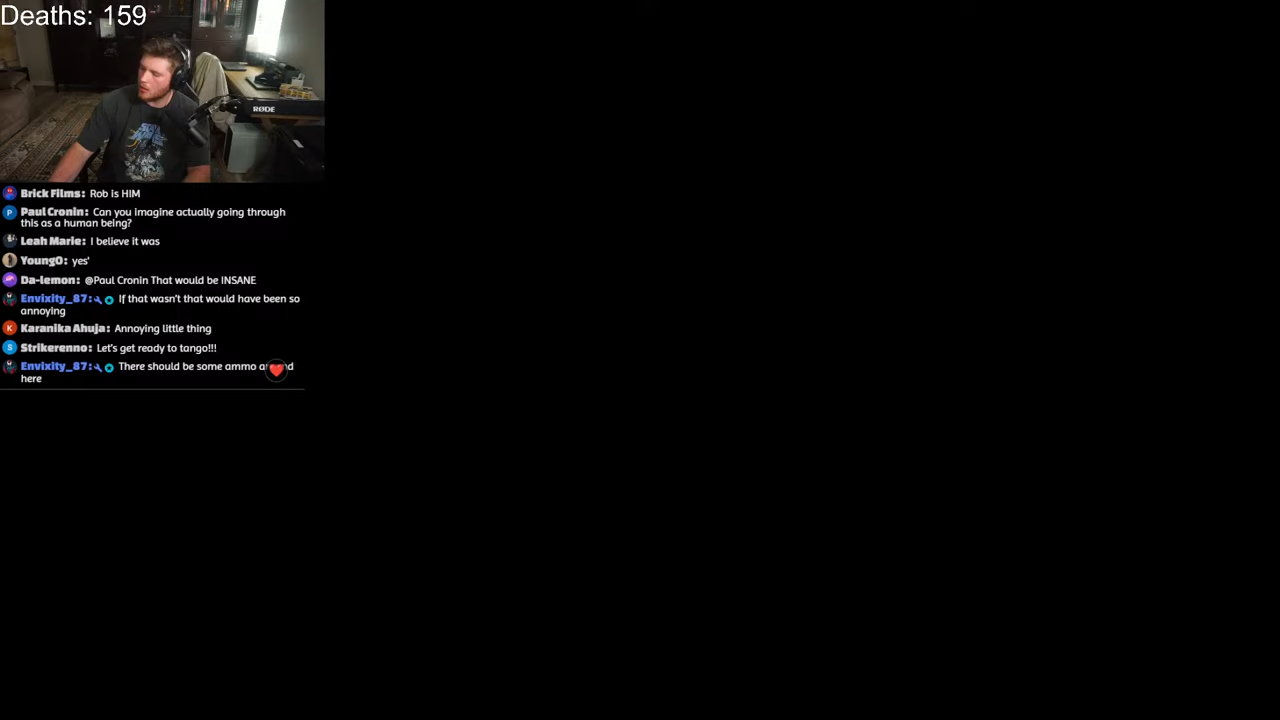 Deaths: 159
RØDE
Brick Films: Rob is HIM
P Paul Cronin: Can you imagine actually going through
this as a human being?
Leah Marie: I believe it was
YoungO: yes'
Da-lemon: @Paul Cronin That would be INSANE
Envixity_87: If that wasn't that would have been so
annoying
K Karanika Ahuja: Annoying little thing
S Strikerenno: Let's get ready to tango!!!
Envixity_87: There should be some ammo
here